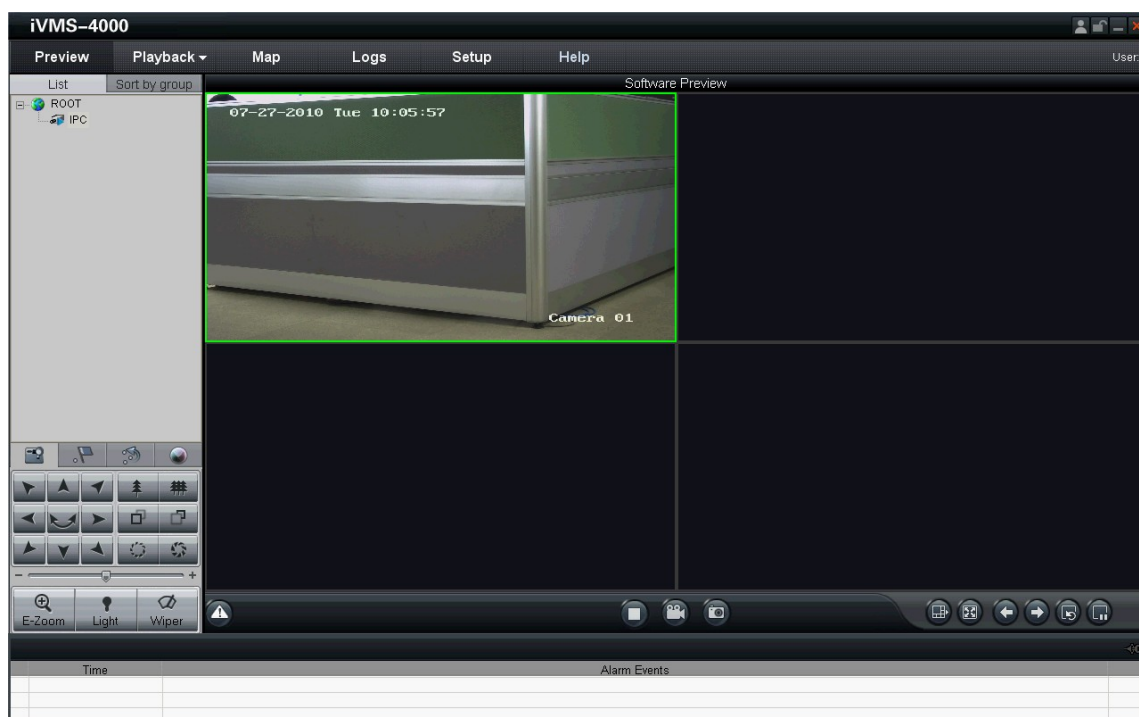 iVMS-4000
Preview Playback Map Logs Setup Help User:
List Sort by group Software Preview
ROOT
IPC
07-27-2010 Tue 10:05:57
Camera 01
E-Zoom Light Wiper
Time Alarm Events